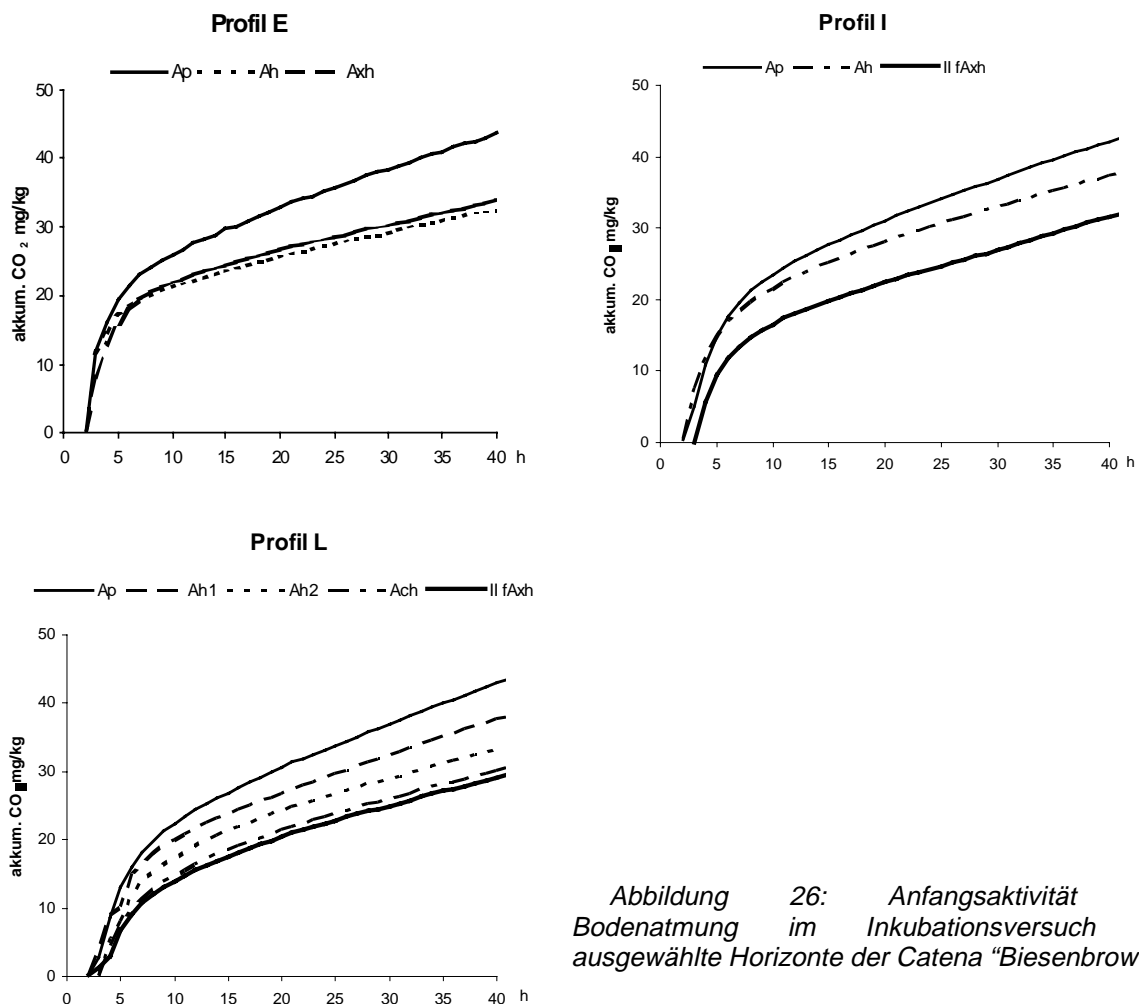 Profil E
Ap Ah Axh
50
40
30
20
10
0
akkum. CO2 mg/kg
0 5 10 15 20 25 30 35 40 h
Profil I
Ap Ah II fAxh
50
40
30
20
10
0
akkum. CO mg/kg
0 5 10 15 20 25 30 35 40 h
Profil L
Ap Ah1 Ah2 Ach II fAxh
50
40
30
20
10
0
akkum. CO mg/kg
0 5 10 15 20 25 30 35 40 h
Abbildung 26: Anfangsaktivität
Bodenatmung im Inkubationsversuch
ausgewählte Horizonte der Catena "Biesenbrow